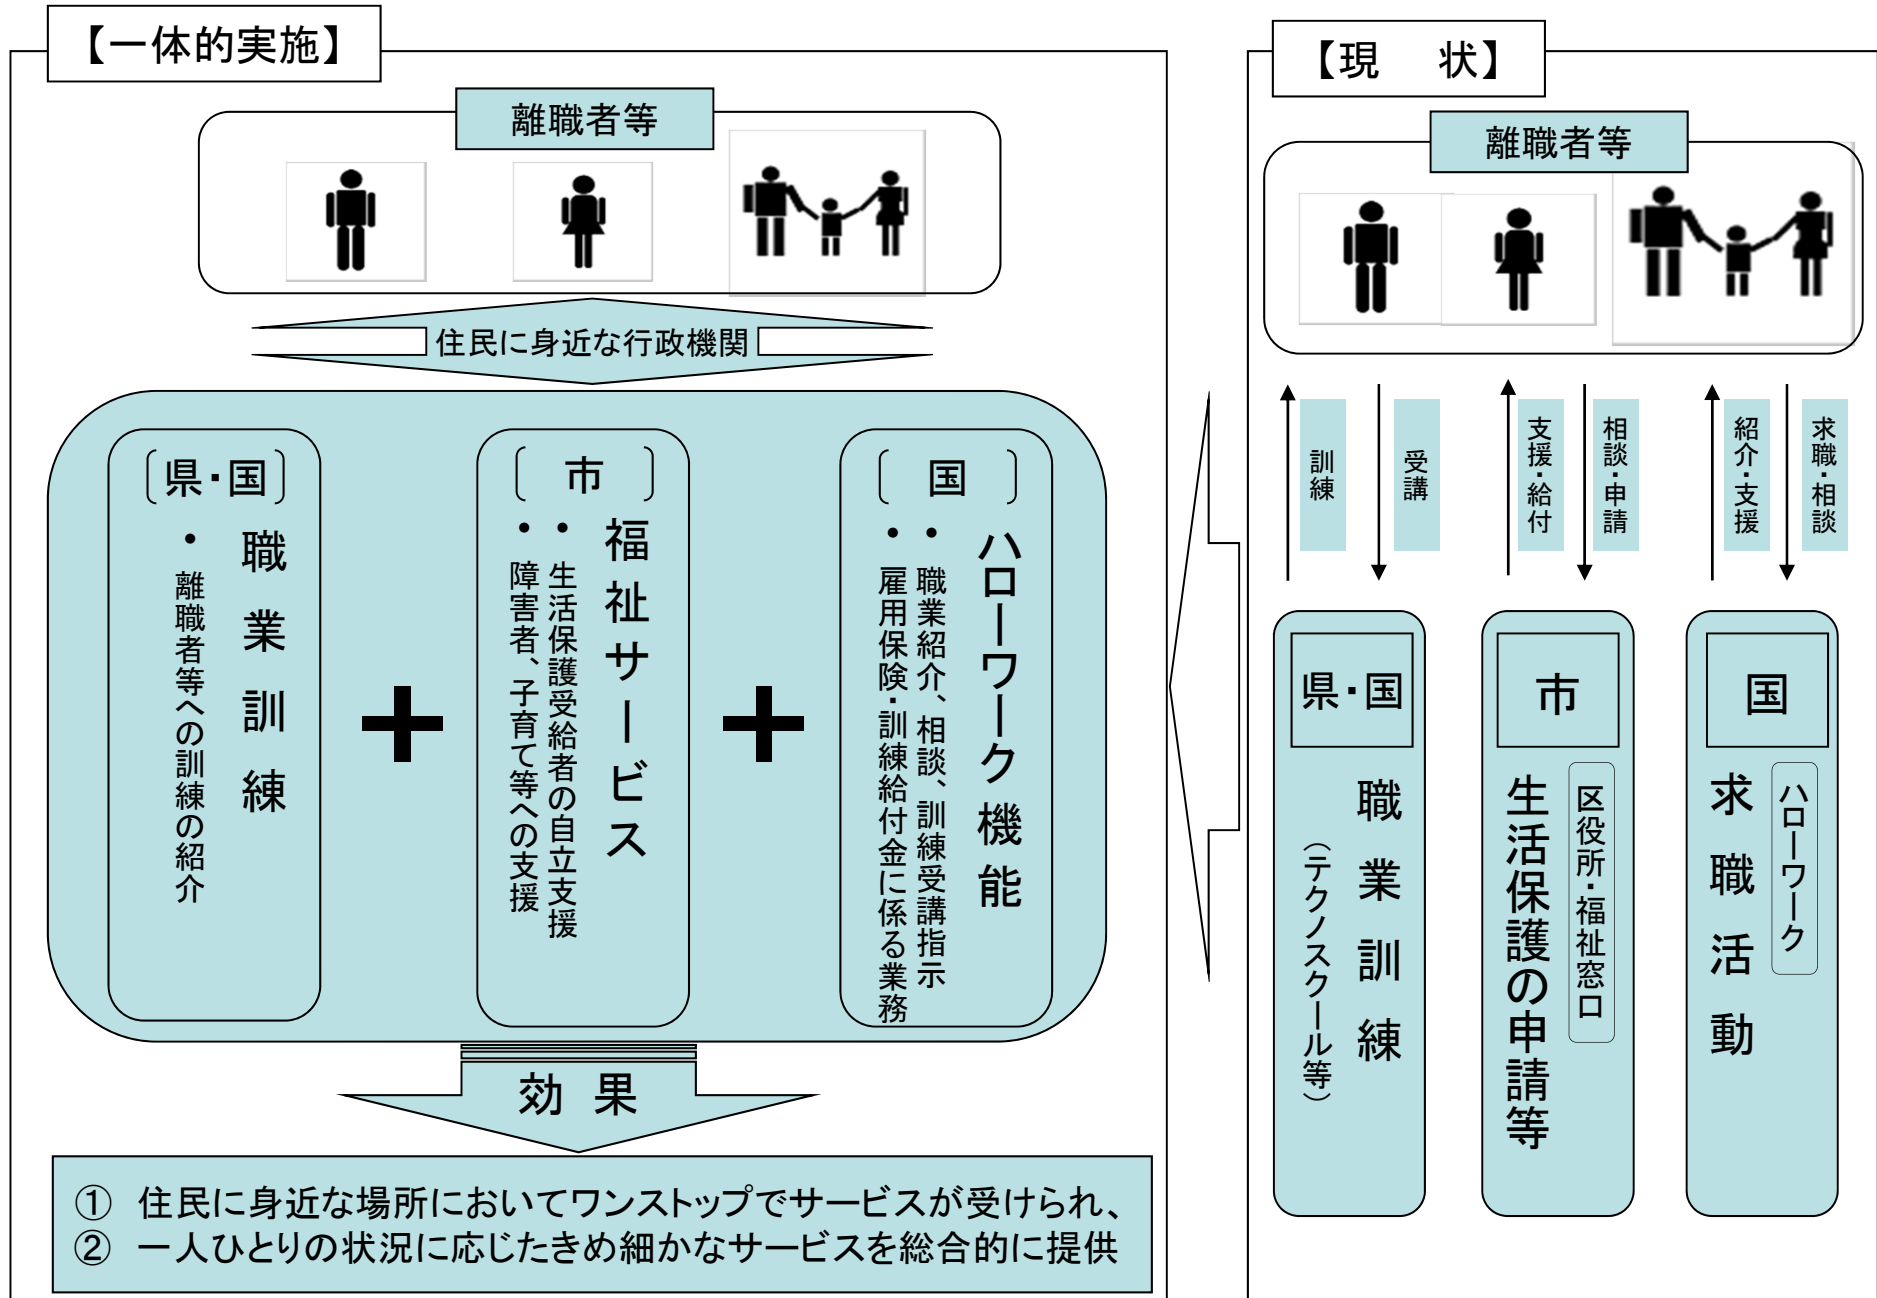 【一体的実施】
離職者等
住民に身近な行政機関
〔県・国〕
職業訓練
・離職者等への訓練の紹介
〔市〕
福祉サービス
・生活保護受給者の自立支援
・障害者、子育て等への支援
〔国〕
ハローワーク機能
・職業紹介、相談、訓練受講指示
・雇用保険・訓練給付金に係る業務
効果
① 住民に身近な場所においてワンストップでサービスが受けられ、
② 一人ひとりの状況に応じたきめ細かなサービスを総合的に提供
【現 状】
離職者等
訓練
受講
支援・給付
相談・申請
紹介・支援
求職・相談
県・国
職業訓練
（テクノスクール等）
市
区役所・福祉窓口
生活保護の申請等
国
ハローワーク
求職活動